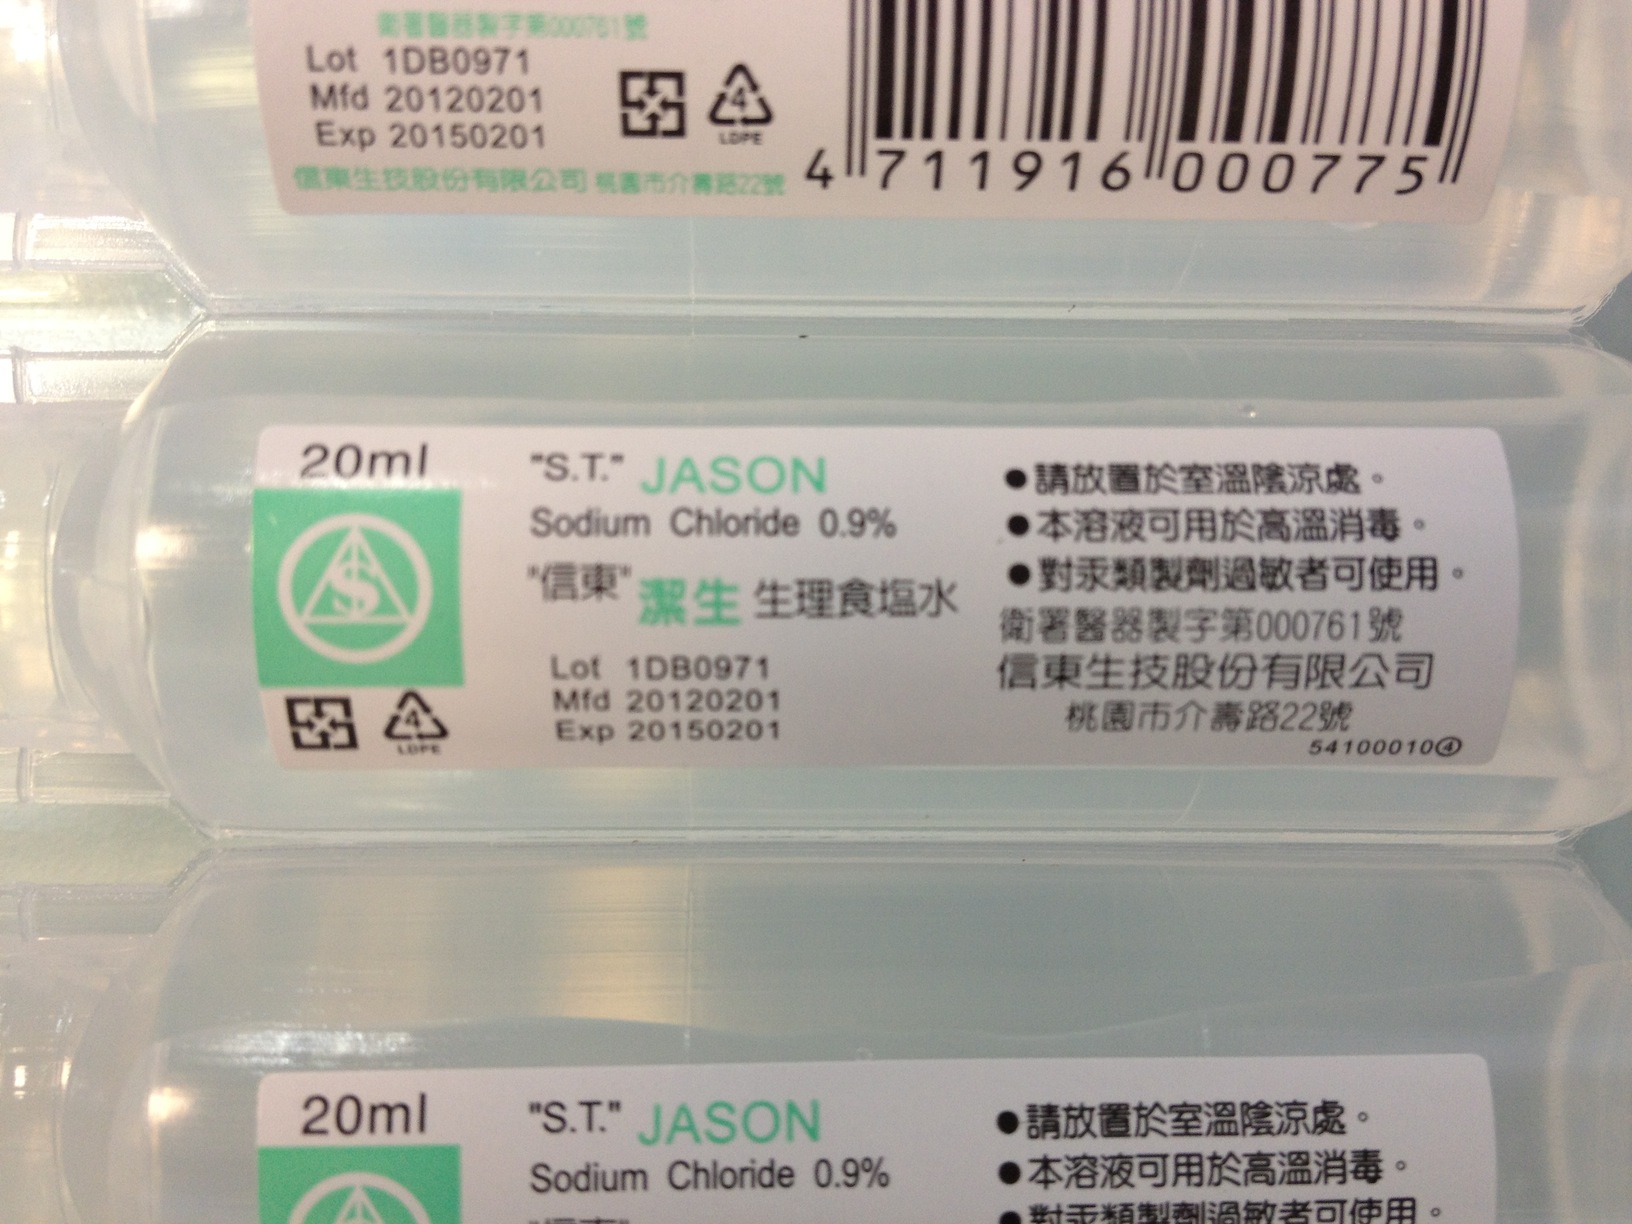 衛署醫器製字第000761號
Lot 1DB0971
Mfd 20120201
Exp 20150201
4
LDPE
信東生技股份有限公司 桃園市介壽路22號
4 711916 000775
20ml
"S.T." JASON
Sodium Chloride 0.9%
"信東" 潔生 生理食塩水
Lot 1DB0971
Mfd 20120201
Exp 20150201
$
4
LDPE
●請放置於室溫陰涼處。
●本溶液可用於高溫消毒。
●對汞類製劑過敏者可使用。
衛署醫器製字第000761號
信東生技股份有限公司
桃園市介壽路22號
54100010④
20ml
"S.T." JASON
Sodium Chloride 0.9%
●請放置於室溫陰涼處。
●本溶液可用於高溫消毒。
●對汞類製劑過敏者可使用。